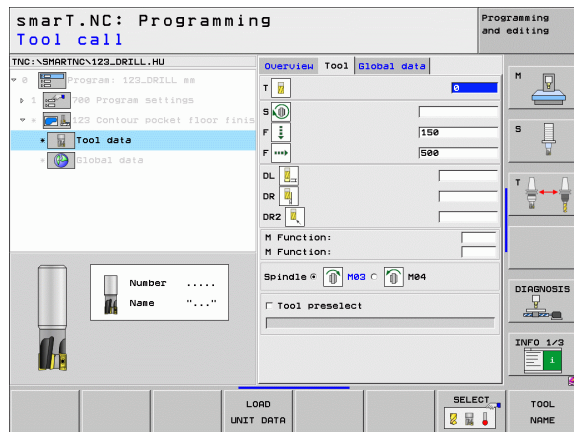 smarT.NC: Programming
Tool call
Programming
and editing
TNC:\SMARTNC\123_DRILL.HU
0 Program: 123_DRILL mm
1 700 Program settings
* 123 Contour pocket floor finis
* Tool data
* Global data
Overview Tool Global data
T 0
S
F 150
F 500
DL
DR
DR2
M Function:
M Function:
Spindle M03 M04
Tool preselect
Number .....
Name "..."
M
S
T
DIAGNOSIS
INFO 1/3
i
LOAD
UNIT DATA
SELECT
TOOL
NAME